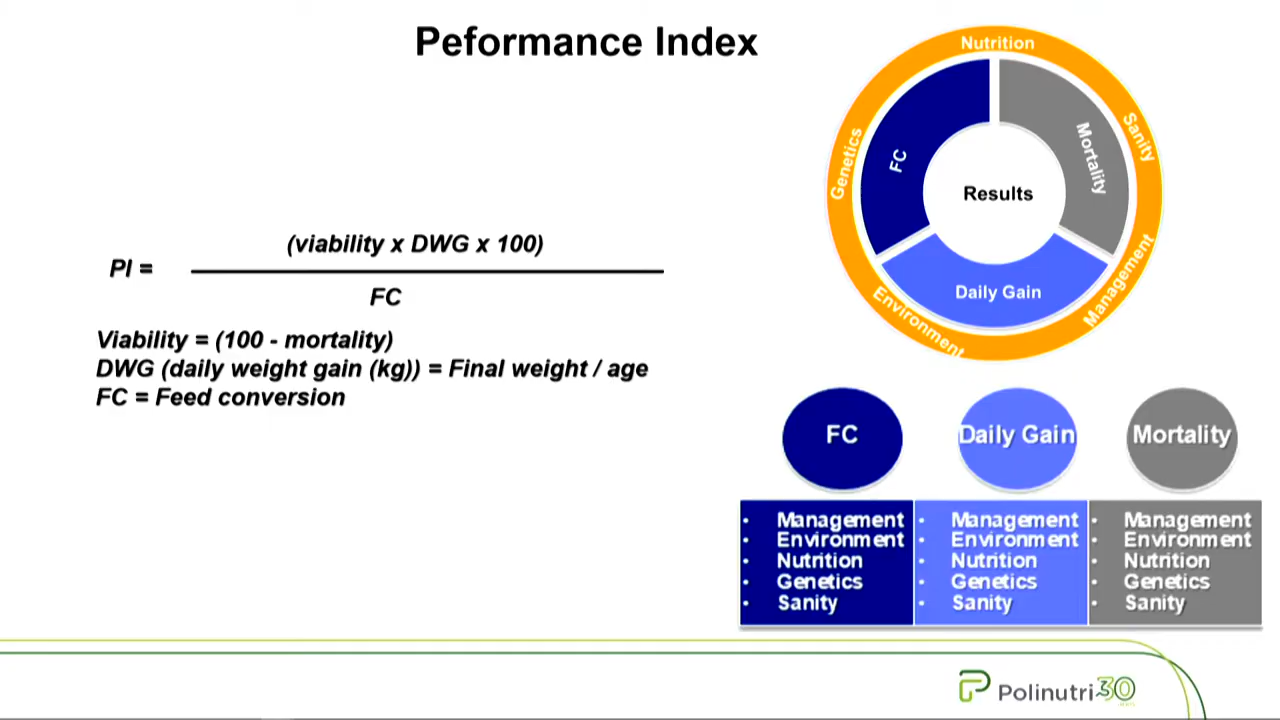 Peformance Index
(viability x DWG x 100)
PI =
FC
Viability = (100 - mortality)
DWG (daily weight gain (kg)) = Final weight / age
FC = Feed conversion
Nutrition
Sanity
Management
Environment
Genetics
FC
Mortality
Daily Gain
Results
FC
Daily Gain
Mortality
• Management
• Environment
• Nutrition
• Genetics
• Sanity
• Management
• Environment
• Nutrition
• Genetics
• Sanity
• Management
• Environment
• Nutrition
• Genetics
• Sanity
Polinutri 30